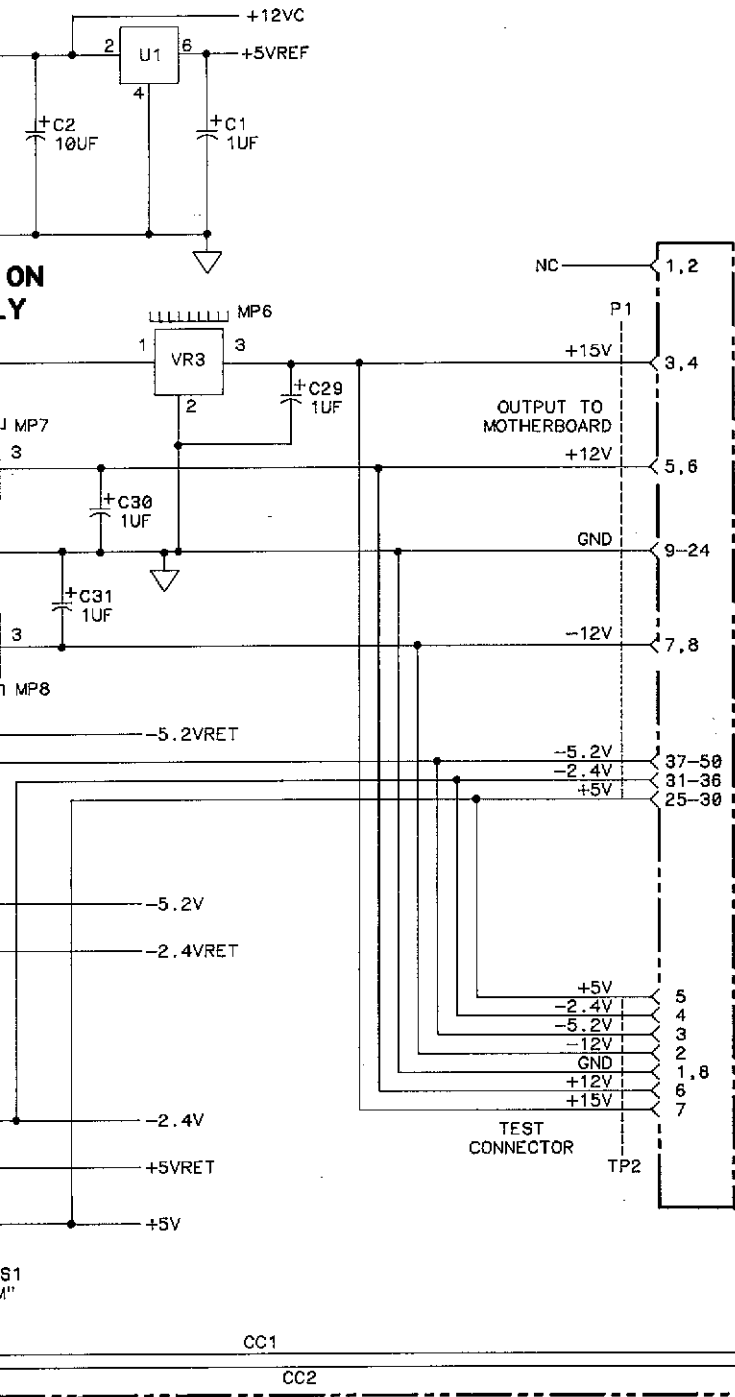 +12VC
2 U1 6 +5VREF
4
+C2
10UF
+C1
1UF
ON
LY
NC 1,2
P1
MP6
1 VR3 3
+15V 3,4
2
+C29
1UF
OUTPUT TO
MOTHERBOARD
MP7
3
+12V 5,6
+C30
1UF
GND 9-24
+C31
1UF
3
-12V 7,8
MP8
-5.2VRET
-5.2V 37-50
-2.4V 31-36
+5V 25-30
-5.2V
-2.4VRET
+5V 5
-2.4V 4
-5.2V 3
-12V 2
GND 1,8
+12V 6
+15V 7
-2.4V
TEST
CONNECTOR
TP2
+5VRET
+5V
S1
M"
CC1
CC2